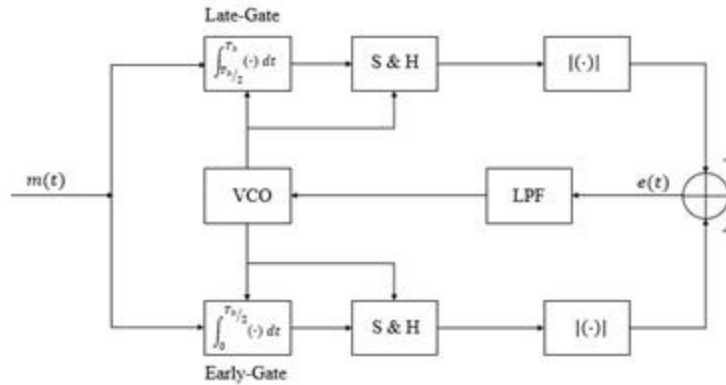 Late-Gate
∫_{T_b/2}^{T_b} (·) dt
S & H
|(·)|
m(t)
VCO
LPF
e(t)
∫_0^{T_b/2} (·) dt
S & H
|(·)|
Early-Gate